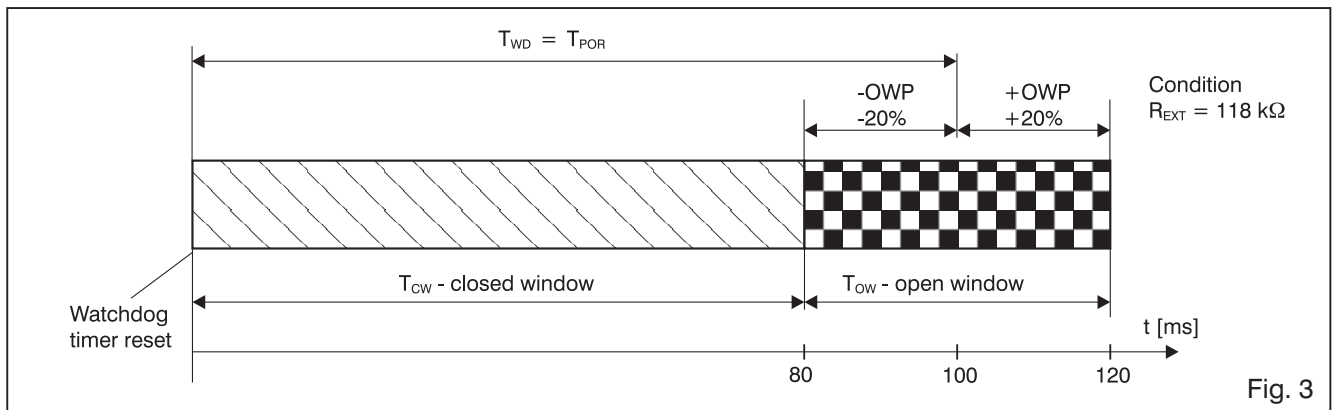 T_WD = T_POR
-OWP
-20%
+OWP
+20%
Condition
R_EXT = 118 kΩ
T_CW - closed window
T_OW - open window
Watchdog
timer reset
t [ms]
80
100
120
Fig. 3